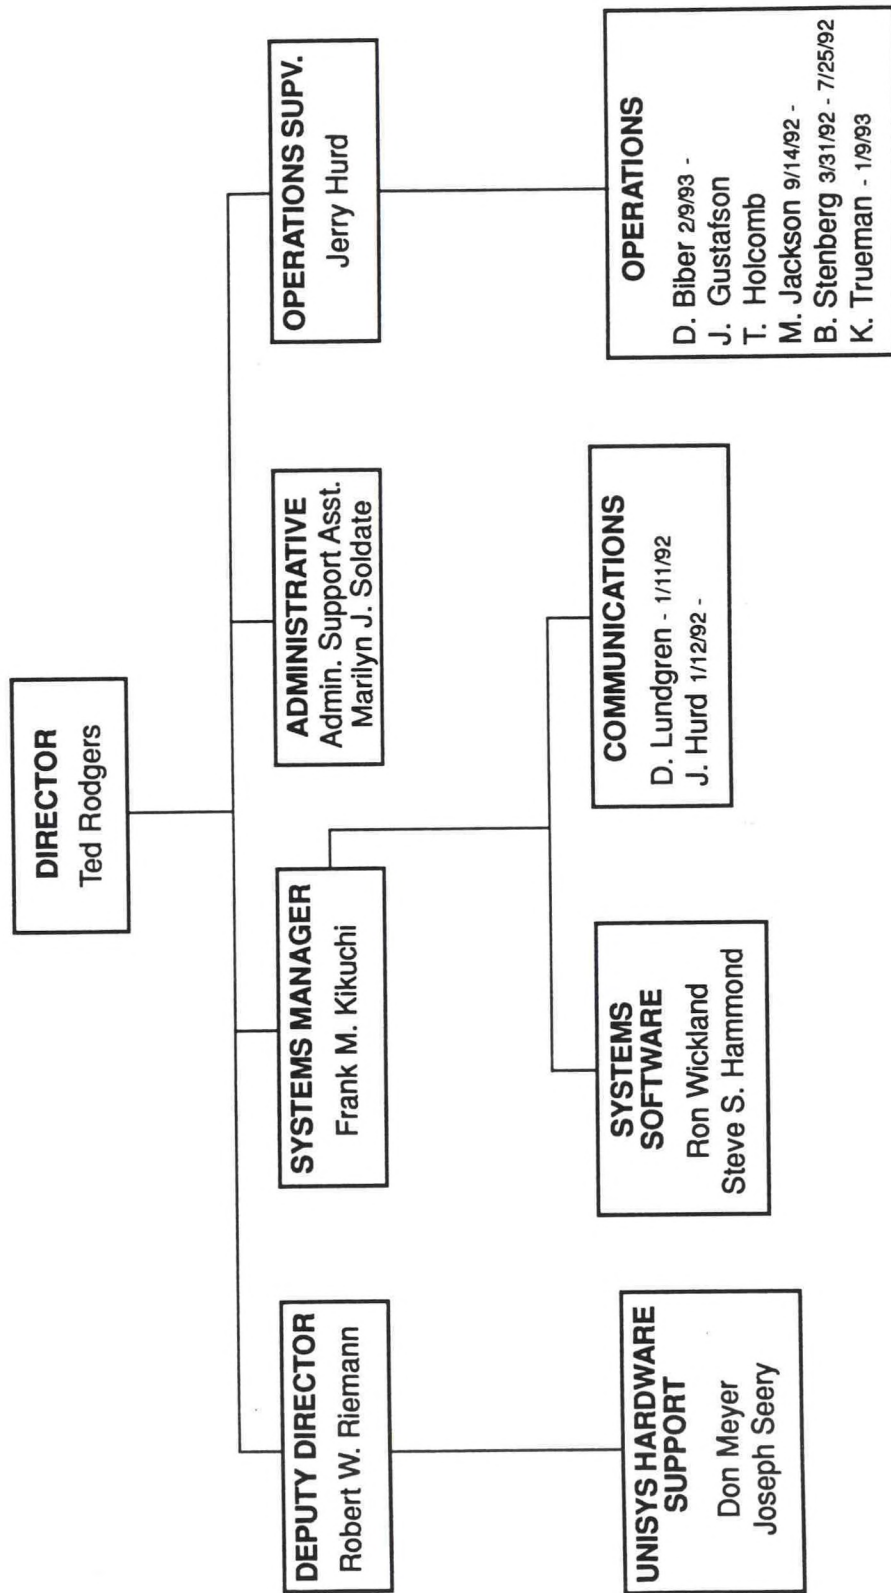 DIRECTOR
Ted Rodgers
DEPUTY DIRECTOR
Robert W. Riemann
SYSTEMS MANAGER
Frank M. Kikuchi
ADMINISTRATIVE
Admin. Support Asst.
Marilyn J. Soldate
OPERATIONS SUPV.
Jerry Hurd
UNISYS HARDWARE
SUPPORT
Don Meyer
Joseph Seery
SYSTEMS
SOFTWARE
Ron Wickland
Steve S. Hammond
COMMUNICATIONS
D. Lundgren - 1/11/92
J. Hurd 1/12/92 -
OPERATIONS
D. Biber 2/9/93 -
J. Gustafson
T. Holcomb
M. Jackson 9/14/92 -
B. Stenberg 3/31/92 - 7/25/92
K. Trueman - 1/9/93